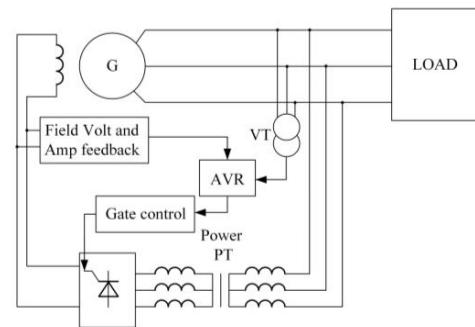 G
LOAD
Field Volt and
Amp feedback
VT
AVR
Gate control
Power
PT